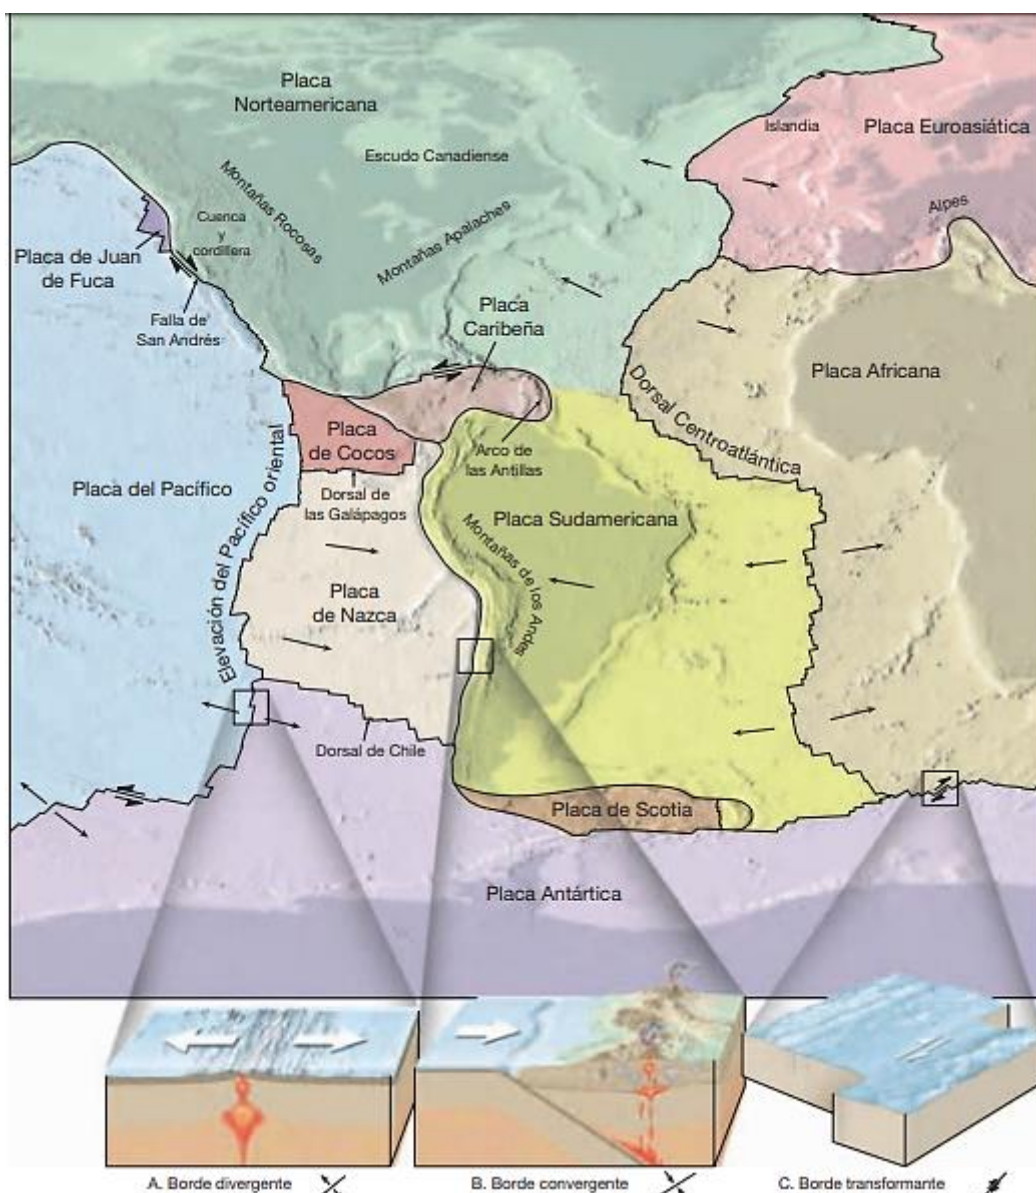 Placa
Norteamericana
Islandia
Placa Euroasiática
Escudo Canadiense
Montañas Rocosas
Montañas Apalaches
Alpes
Cuenca
y
cordillera
Placa de Juan
de Fuca
Falla de
San Andrés
Placa
Caribeña
Placa Africana
Dorsal Centroatlántica
Placa
de Cocos
Arco de
las Antillas
Placa del Pacífico
Elevación del Pacífico oriental
Dorsal de
las Galápagos
Placa Sudamericana
Montañas de los Andes
Placa
de Nazca
Dorsal de Chile
Placa de Scotia
Placa Antártica
A. Borde divergente
B. Borde convergente
C. Borde transformante